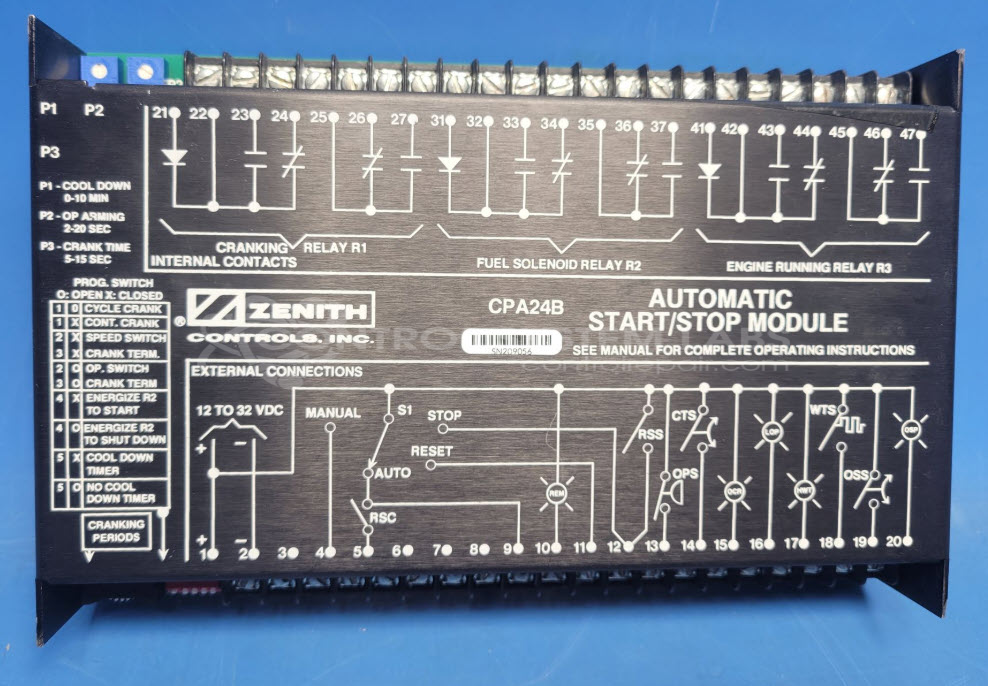 P1 P2
P3
P1 - COOL DOWN
0-10 MIN
P2 - OP ARMING
2-20 SEC
P3 - CRANK TIME
5-15 SEC
21 22 23 24 25 26 27 31 32 33 34 35 36 37 41 42 43 44 45 46 47
CRANKING RELAY R1
INTERNAL CONTACTS
FUEL SOLENOID RELAY R2
ENGINE RUNNING RELAY R3
PROG. SWITCH
O: OPEN X: CLOSED
1 O CYCLE CRANK
1 X CONT. CRANK
2 X SPEED SWITCH
3 X CRANK TERM.
2 O OP. SWITCH
3 O CRANK TERM
4 X ENERGIZE R2
TO START
4 O ENERGIZE R2
TO SHUT DOWN
5 X COOL DOWN
TIMER
5 O NO COOL
DOWN TIMER
CRANKING
PERIODS
® ZENITH
CONTROLS, INC.
CPA24B
SN209056
AUTOMATIC
START/STOP MODULE
SEE MANUAL FOR COMPLETE OPERATING INSTRUCTIONS
EXTERNAL CONNECTIONS
12 TO 32 VDC
+ −
MANUAL
S1
STOP
RESET
AUTO
RSC
REM
RSS
CTS
OPS
OCR
LOP
HWT
WTS
OSS
OSP
+ −
1 2 3 4 5 6 7 8 9 10 11 12 13 14 15 16 17 18 19 20